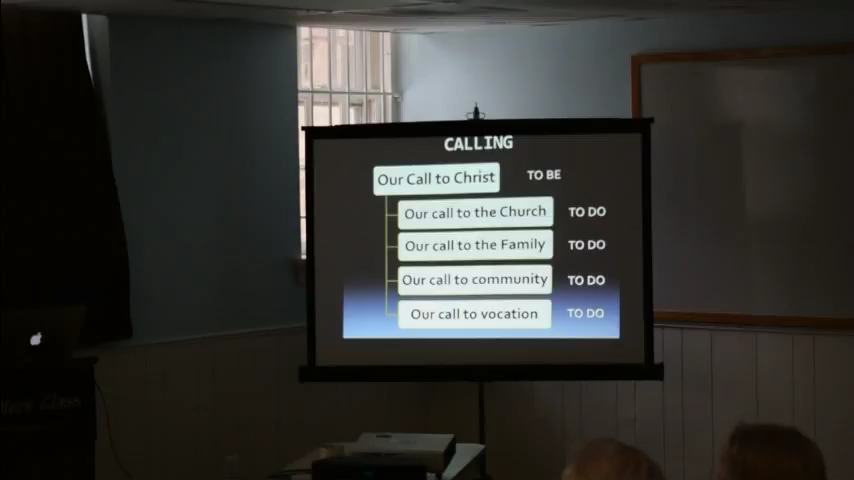 CALLING
Our Call to Christ TO BE
Our call to the Church TO DO
Our call to the Family TO DO
Our call to community TO DO
Our call to vocation TO DO
Class